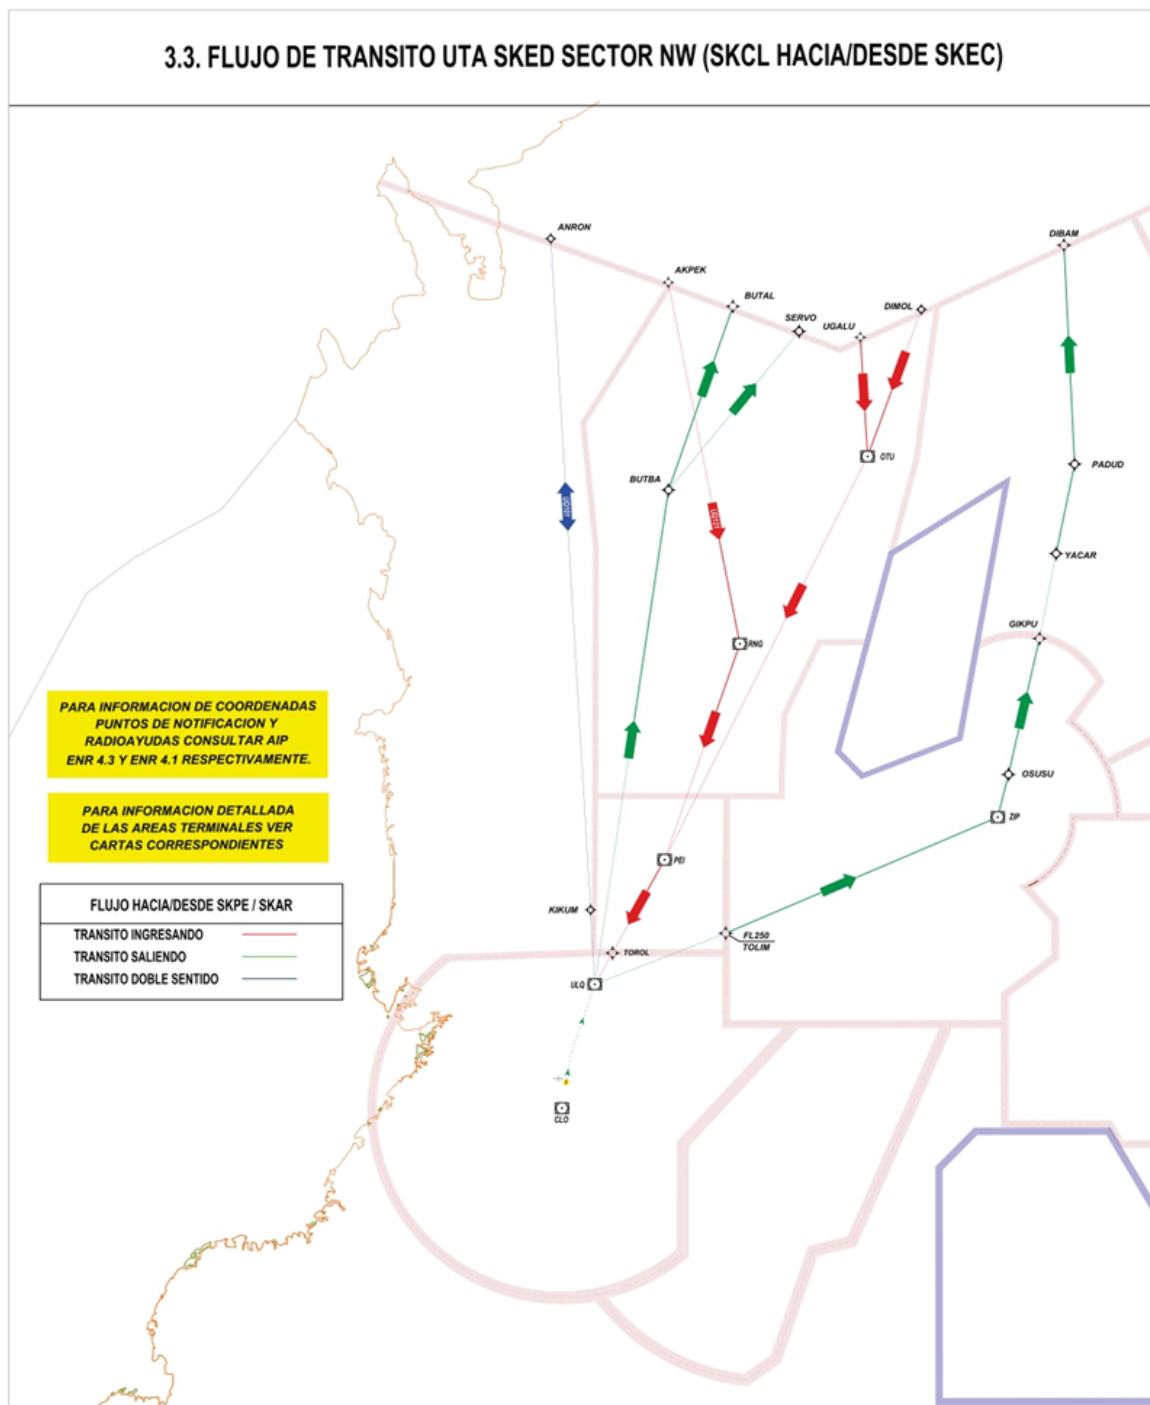 3.3. FLUJO DE TRANSITO UTA SKED SECTOR NW (SKCL HACIA/DESDE SKEC)
ANRON
AKPEK
BUTAL
SERVO
UGALU
DIMOL
DIBAM
BUTBA
OTU
PADUD
YACAR
GIKPU
RNG
OSUSU
ZIP
PEI
KIKUM
TOROL
FL250
TOLIM
ULQ
CLO
PARA INFORMACION DE COORDENADAS
PUNTOS DE NOTIFICACION Y
RADIOAYUDAS CONSULTAR AIP
ENR 4.3 Y ENR 4.1 RESPECTIVAMENTE.
PARA INFORMACION DETALLADA
DE LAS AREAS TERMINALES VER
CARTAS CORRESPONDIENTES
FLUJO HACIA/DESDE SKPE / SKAR
TRANSITO INGRESANDO
TRANSITO SALIENDO
TRANSITO DOBLE SENTIDO